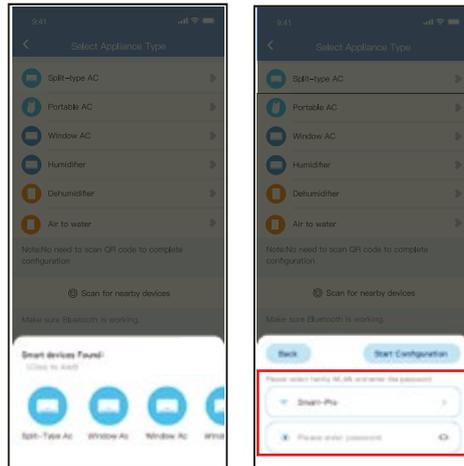 9:41
Select Appliance Type
Split-type AC
Portable AC
Window AC
Humidifier
Dehumidifier
Air to water
Note:No need to scan QR code to complete
configuration
Scan for nearby devices
Make sure Bluetooth is working.
Smart devices Found:
(Click to Add)
Split-Type Ac
Window Ac
Window Ac
9:41
Select Appliance Type
Split-type AC
Portable AC
Window AC
Humidifier
Dehumidifier
Air to water
Note:No need to scan QR code to complete
configuration
Scan for nearby devices
Make sure Bluetooth is working.
Back
Start Configuration
Please select family WLAN and enter the password
Smart-Pro
Please enter password